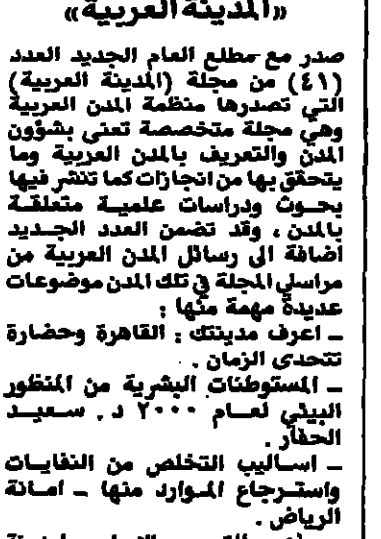 «المدينة العربية»
صدر مع مطلع العام الجديد العدد
(٤١) من مجلة (المدينة العربية)
التي تصدرها منظمة المدن العربية
وهي مجلة متخصصة تعنى بشؤون
المدن والتعريف بالمدن العربية وما
يتحقق بها من انجازات كما تنشر فيها
بحوث ودراسات علمية متعلقة
بالمدن ، وقد تضمن العدد الجديد
اضافة الى رسائل المدن العربية من
مراسلي المجلة في تلك المدن موضوعات
عديدة مهمة منها :
ـ اعرف مدينتك : القاهرة وحضارة
تتحدى الزمان .
ـ المستوطنات البشرية من المنظور
البيئي لعام ٢٠٠٠ د . سعيد
الحفار .
ـ اساليب التخلص من النفايات
واسترجاع الموارد منها ـ امانة
الرياض .